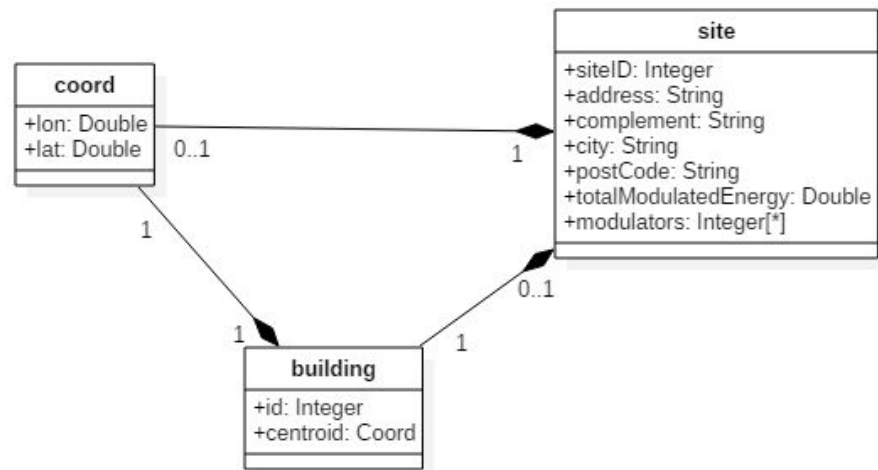 site
+siteID: Integer
+address: String
+complement: String
+city: String
+postCode: String
+totalModulatedEnergy: Double
+modulators: Integer[*]
coord
+lon: Double
+lat: Double
0..1
1
1
0..1
1
1
building
+id: Integer
+centroid: Coord